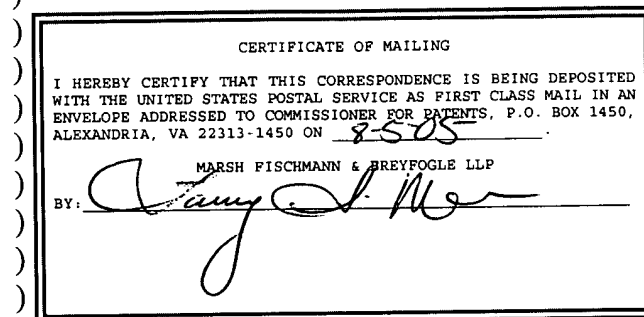 CERTIFICATE OF MAILING
I HEREBY CERTIFY THAT THIS CORRESPONDENCE IS BEING DEPOSITED
WITH THE UNITED STATES POSTAL SERVICE AS FIRST CLASS MAIL IN AN
ENVELOPE ADDRESSED TO COMMISSIONER FOR PATENTS, P.O. BOX 1450,
ALEXANDRIA, VA 22313-1450 ON 8-5-05.
MARSH FISCHMANN & BREYFOGLE LLP
BY:
)
)
)
)
)
)
)
)
)
)
)